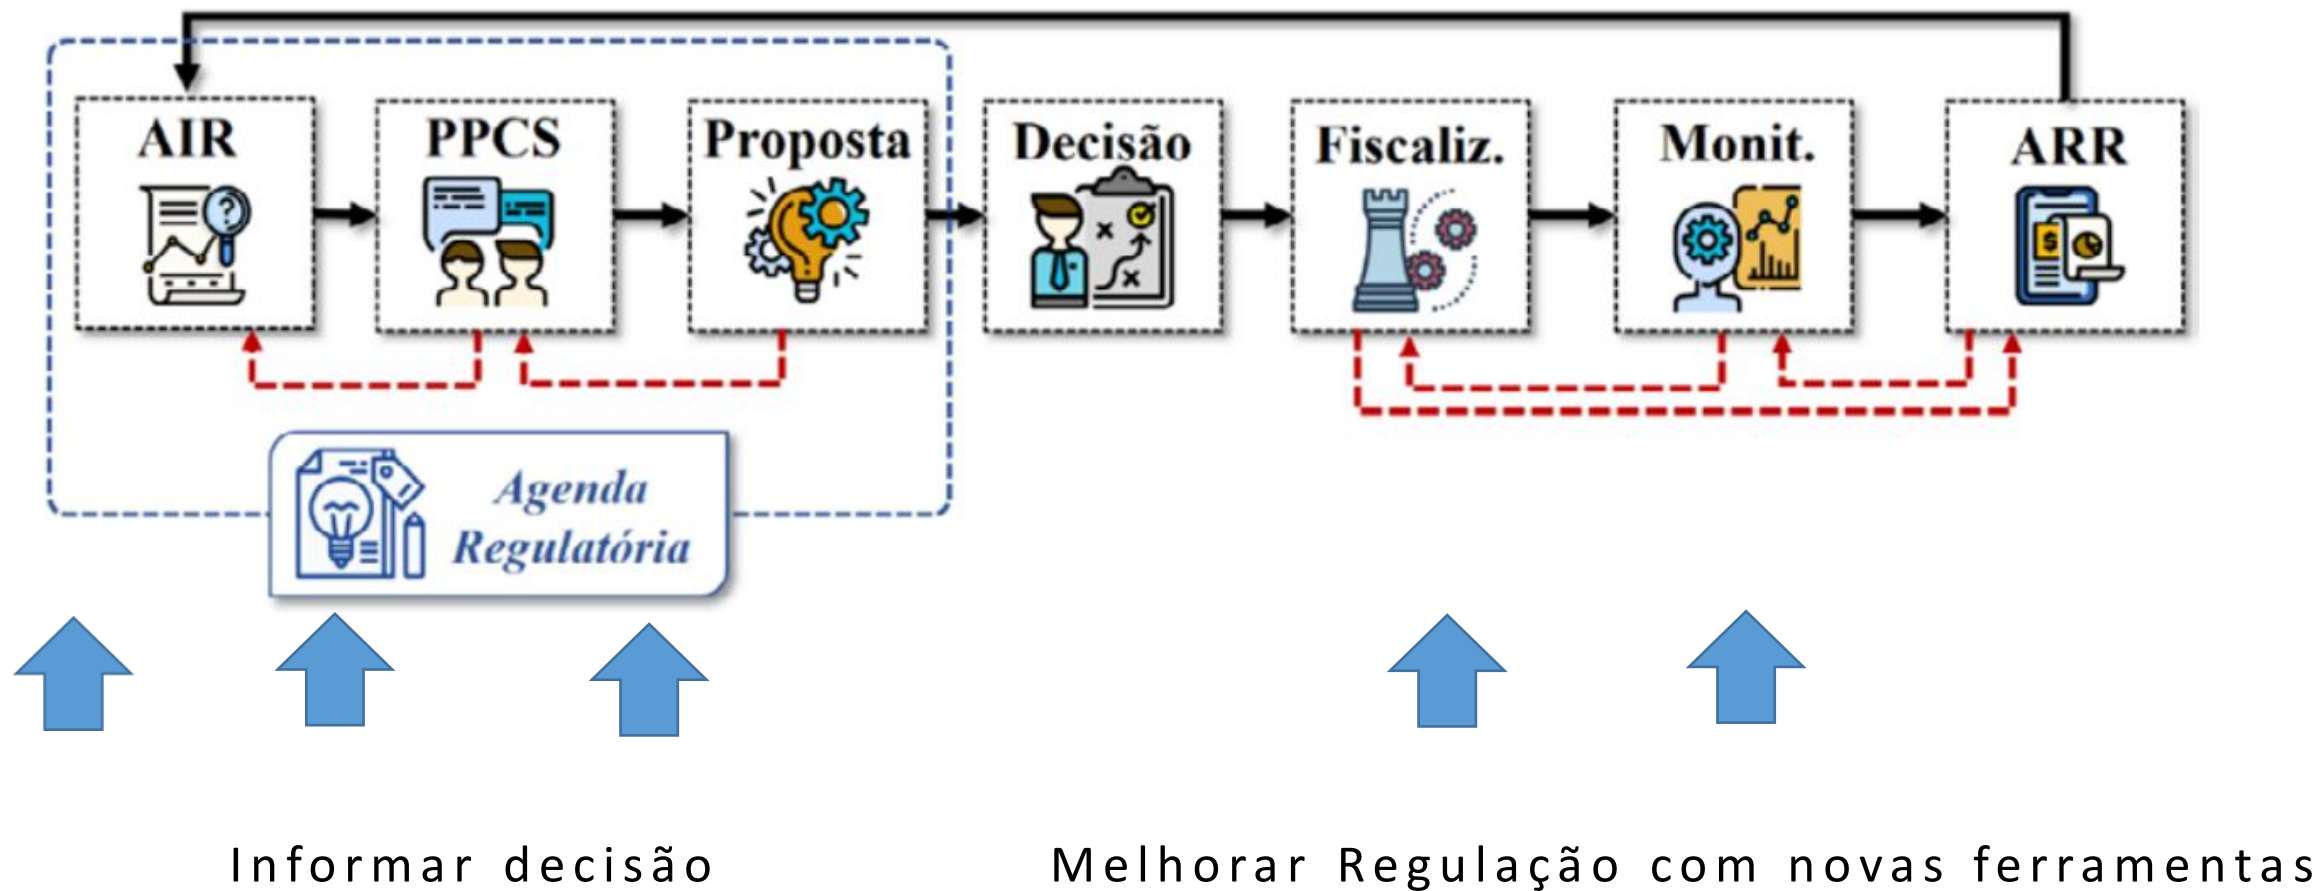 AIR
PPCS
Proposta
Decisão
Fiscaliz.
Monit.
ARR
Agenda
Regulatória
Informar decisão
Melhorar Regulação com novas ferramentas